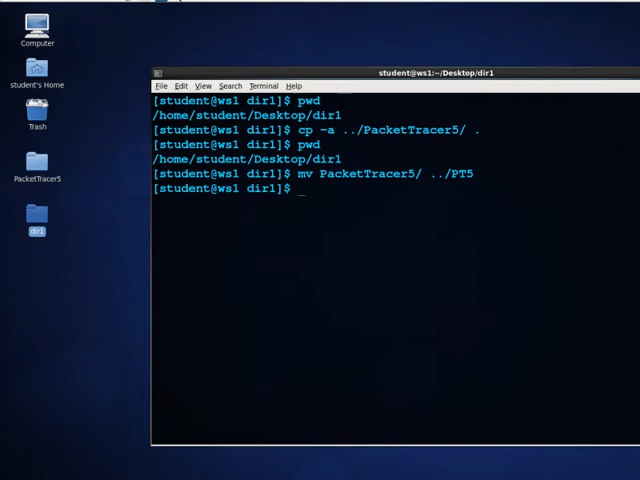 Computer
student's Home
Trash
PacketTracer5
dir1
student@ws1:~/Desktop/dir1
File Edit View Search Terminal Help
[student@ws1 dir1]$ pwd
/home/student/Desktop/dir1
[student@ws1 dir1]$ cp -a ../PacketTracer5/ .
[student@ws1 dir1]$ pwd
/home/student/Desktop/dir1
[student@ws1 dir1]$ mv PacketTracer5/ ../PT5
[student@ws1 dir1]$ _